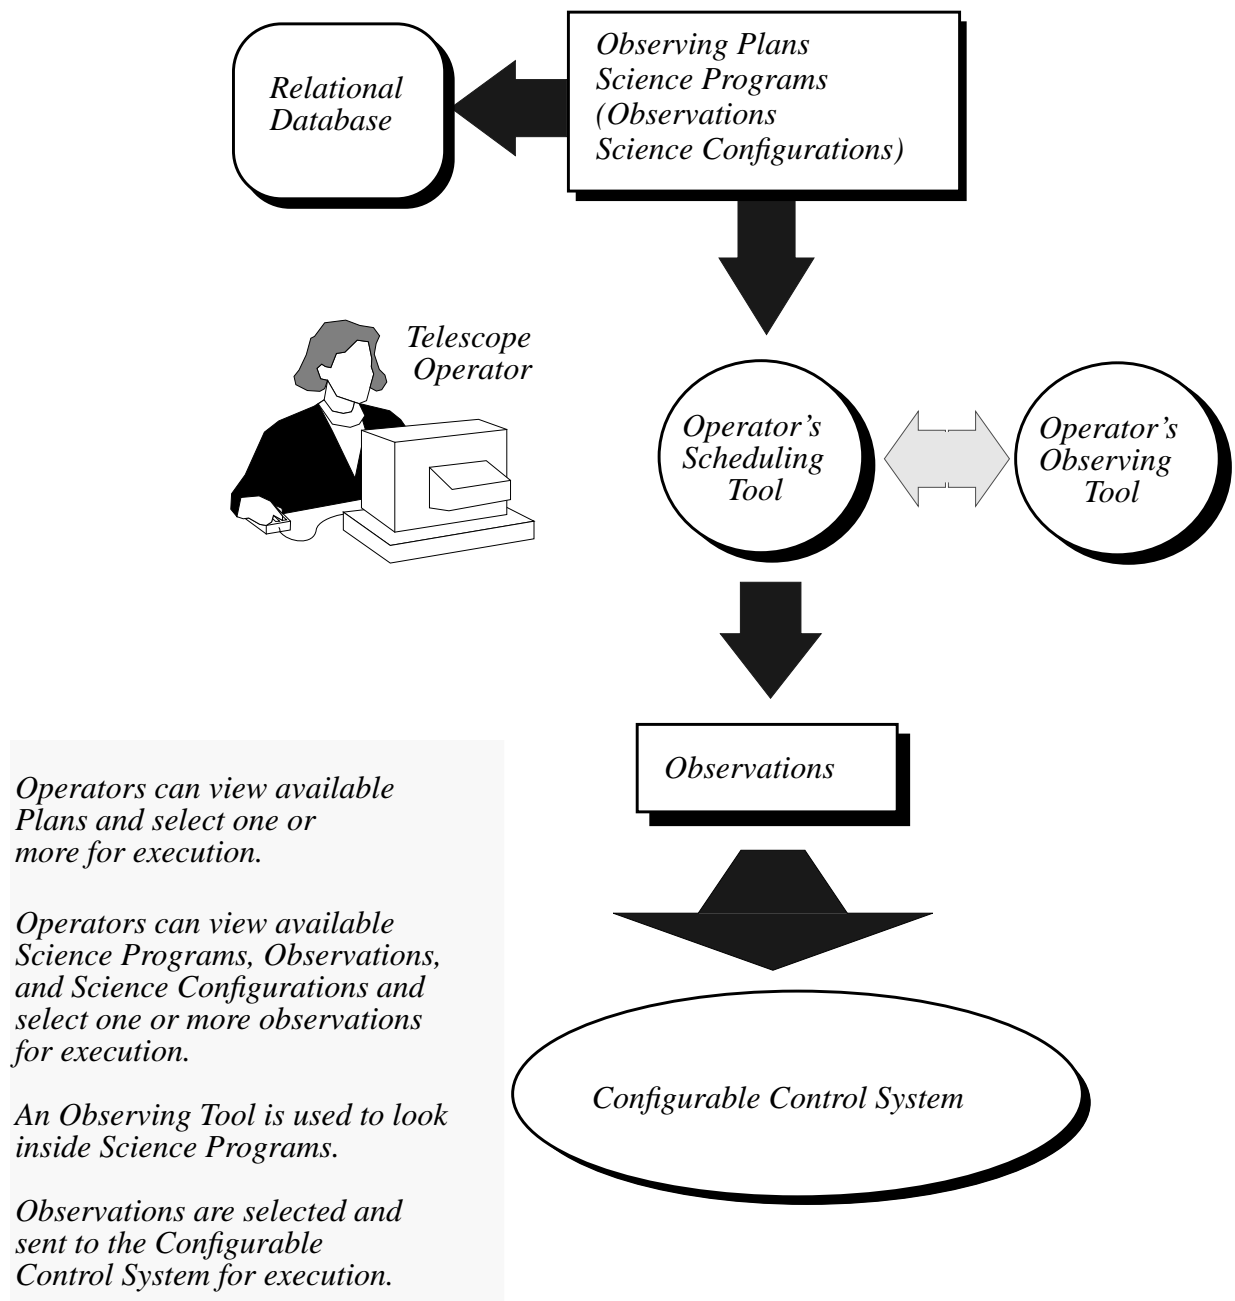 Relational
Database
Observing Plans
Science Programs
(Observations
Science Configurations)
Telescope
Operator
Operator’s
Scheduling
Tool
Operator’s
Observing
Tool
Observations
Operators can view available
Plans and select one or
more for execution.
Operators can view available
Science Programs, Observations,
and Science Configurations and
select one or more observations
for execution.
An Observing Tool is used to look
inside Science Programs.
Observations are selected and
sent to the Configurable
Control System for execution.
Configurable Control System